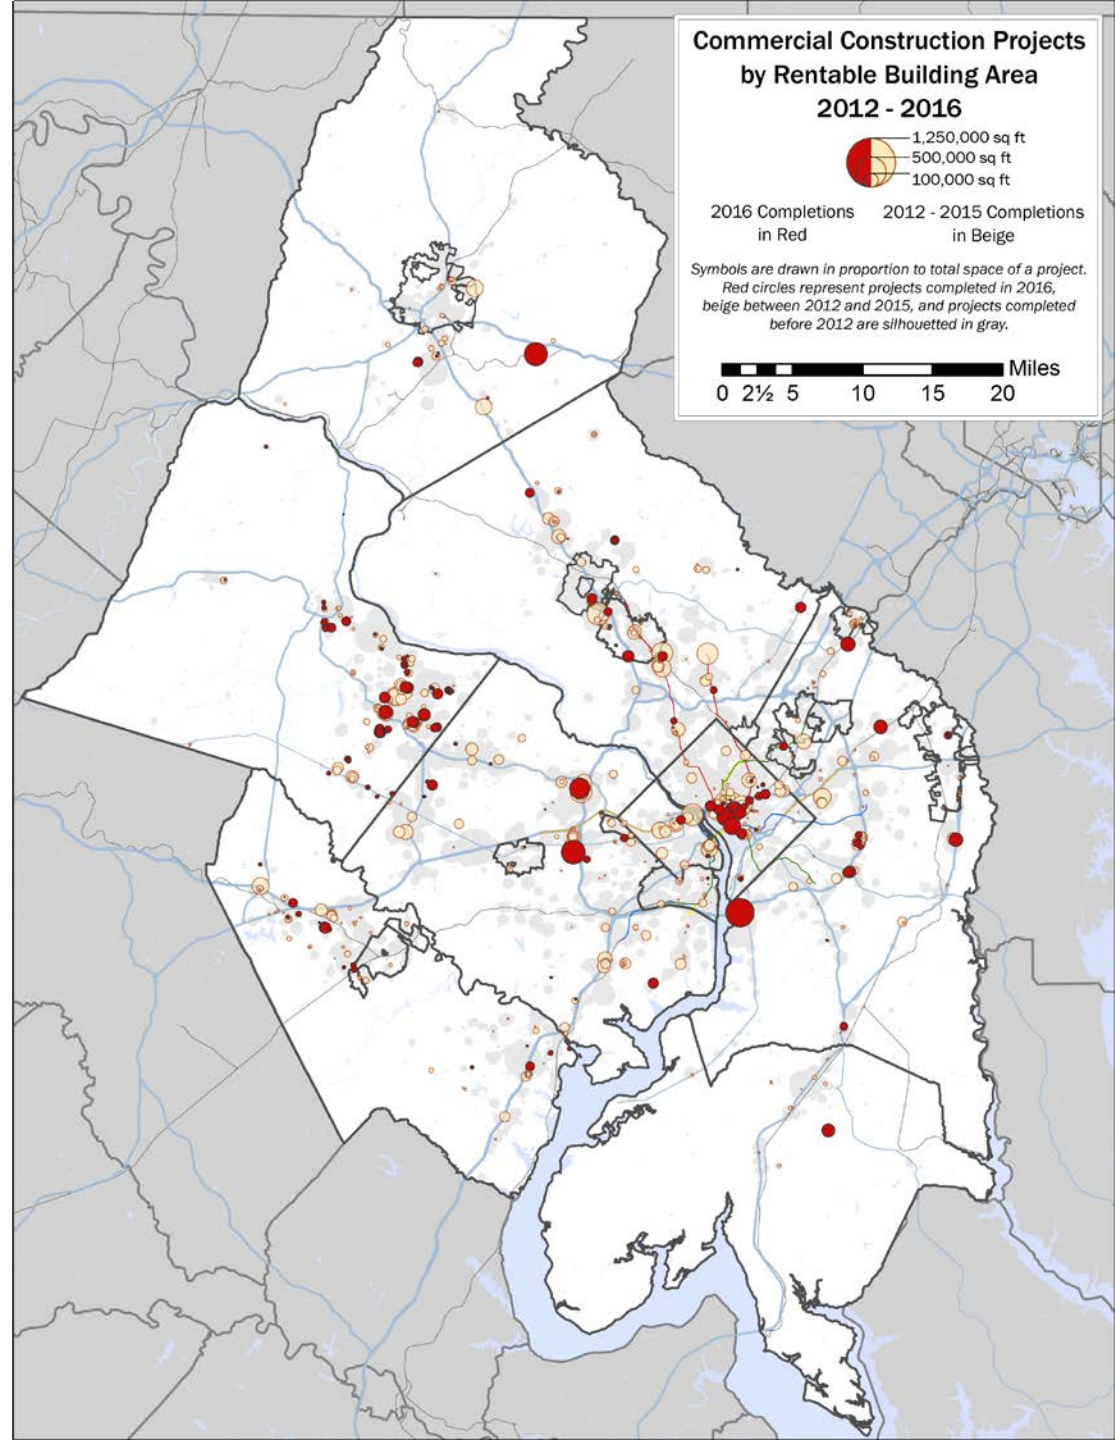 Commercial Construction Projects
by Rentable Building Area
2012 - 2016
1,250,000 sq ft
500,000 sq ft
100,000 sq ft
2016 Completions
in Red
2012 - 2015 Completions
in Beige
Symbols are drawn in proportion to total space of a project.
Red circles represent projects completed in 2016,
beige between 2012 and 2015, and projects completed
before 2012 are silhouetted in gray.
Miles
0 2½ 5 10 15 20